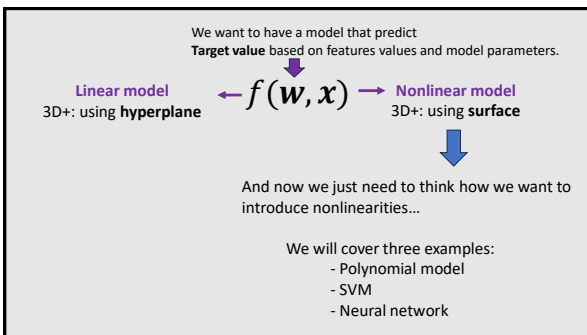 We want to have a model that predict
Target value based on features values and model parameters.
Linear model
3D+: using hyperplane
f(w, x)
Nonlinear model
3D+: using surface
And now we just need to think how we want to
introduce nonlinearities…
We will cover three examples:
- Polynomial model
- SVM
- Neural network